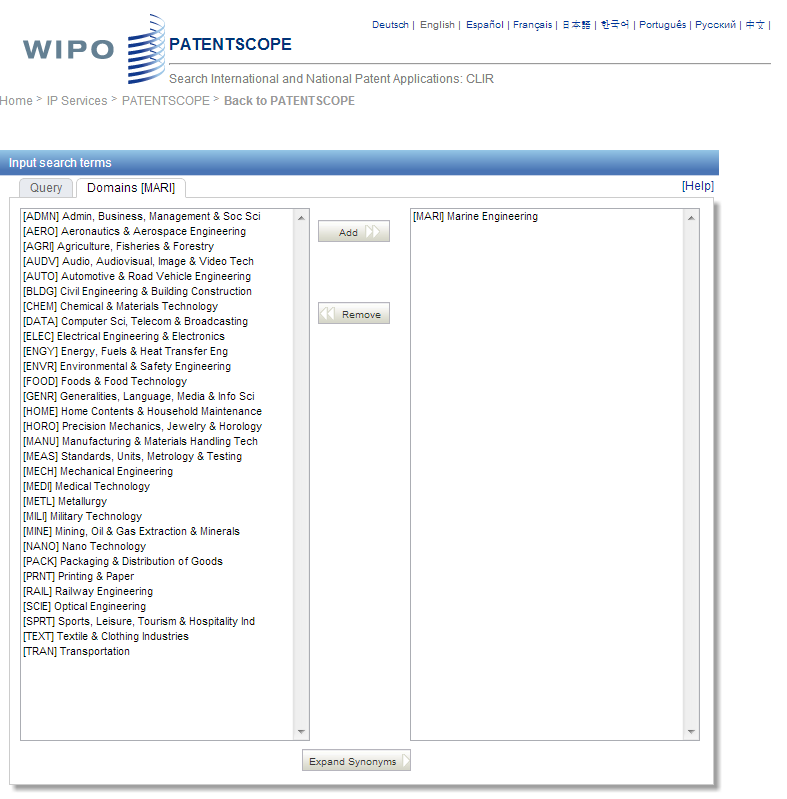 Deutsch | English | Español | Français | 日本語 | 한국어 | Português | Русский | 中文 |
WIPO
PATENTSCOPE
Search International and National Patent Applications: CLIR
Home > IP Services > PATENTSCOPE > Back to PATENTSCOPE
Input search terms
Query
Domains [MARI]
[Help]
[ADMN] Admin, Business, Management & Soc Sci
[AERO] Aeronautics & Aerospace Engineering
[AGRI] Agriculture, Fisheries & Forestry
[AUDV] Audio, Audiovisual, Image & Video Tech
[AUTO] Automotive & Road Vehicle Engineering
[BLDG] Civil Engineering & Building Construction
[CHEM] Chemical & Materials Technology
[DATA] Computer Sci, Telecom & Broadcasting
[ELEC] Electrical Engineering & Electronics
[ENGY] Energy, Fuels & Heat Transfer Eng
[ENVR] Environmental & Safety Engineering
[FOOD] Foods & Food Technology
[GENR] Generalities, Language, Media & Info Sci
[HOME] Home Contents & Household Maintenance
[HORO] Precision Mechanics, Jewelry & Horology
[MANU] Manufacturing & Materials Handling Tech
[MEAS] Standards, Units, Metrology & Testing
[MECH] Mechanical Engineering
[MEDI] Medical Technology
[METL] Metallurgy
[MILI] Military Technology
[MINE] Mining, Oil & Gas Extraction & Minerals
[NANO] Nano Technology
[PACK] Packaging & Distribution of Goods
[PRNT] Printing & Paper
[RAIL] Railway Engineering
[SCIE] Optical Engineering
[SPRT] Sports, Leisure, Tourism & Hospitality Ind
[TEXT] Textile & Clothing Industries
[TRAN] Transportation
Add
Remove
[MARI] Marine Engineering
Expand Synonyms